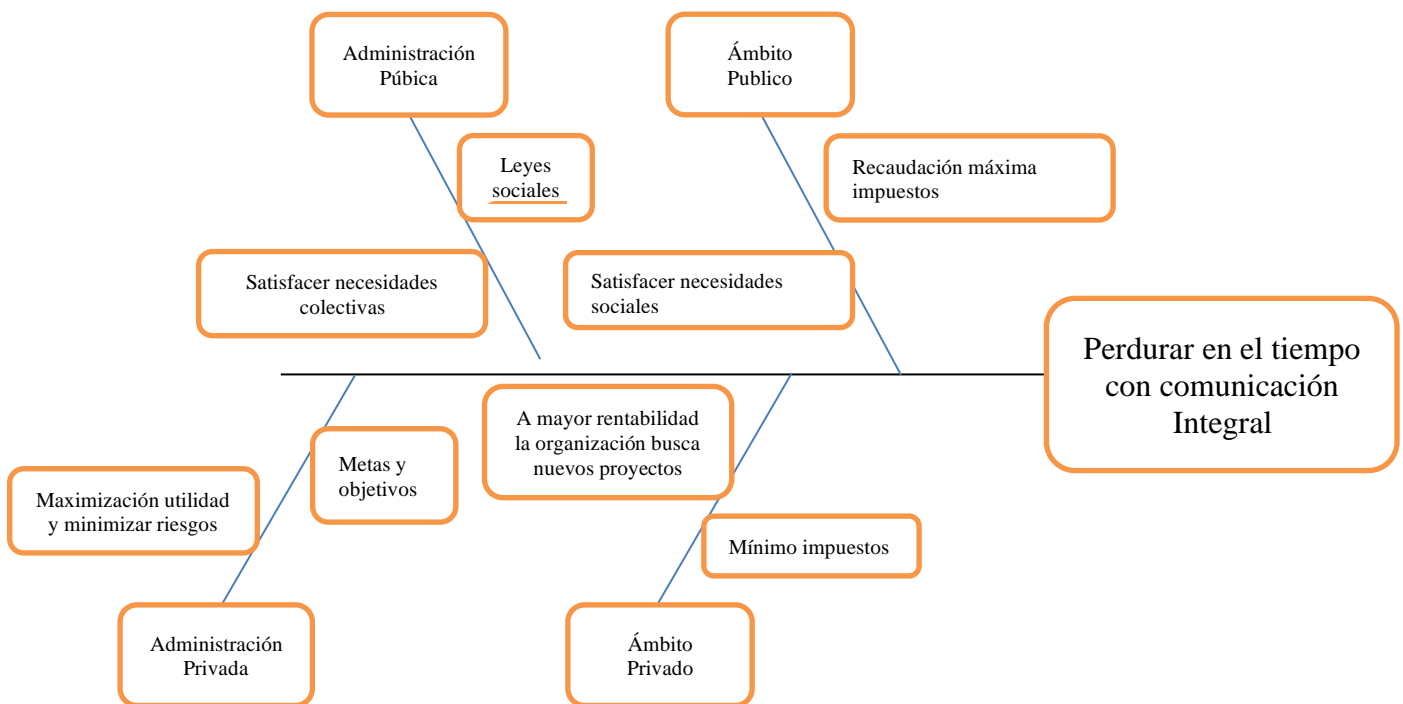 Administración
Púbica
Ámbito
Publico
Leyes
sociales
Recaudación máxima
impuestos
Satisfacer necesidades
colectivas
Satisfacer necesidades
sociales
Perdurar en el tiempo
con comunicación
Integral
A mayor rentabilidad
la organización busca
nuevos proyectos
Metas y
objetivos
Maximización utilidad
y minimizar riesgos
Mínimo impuestos
Administración
Privada
Ámbito
Privado